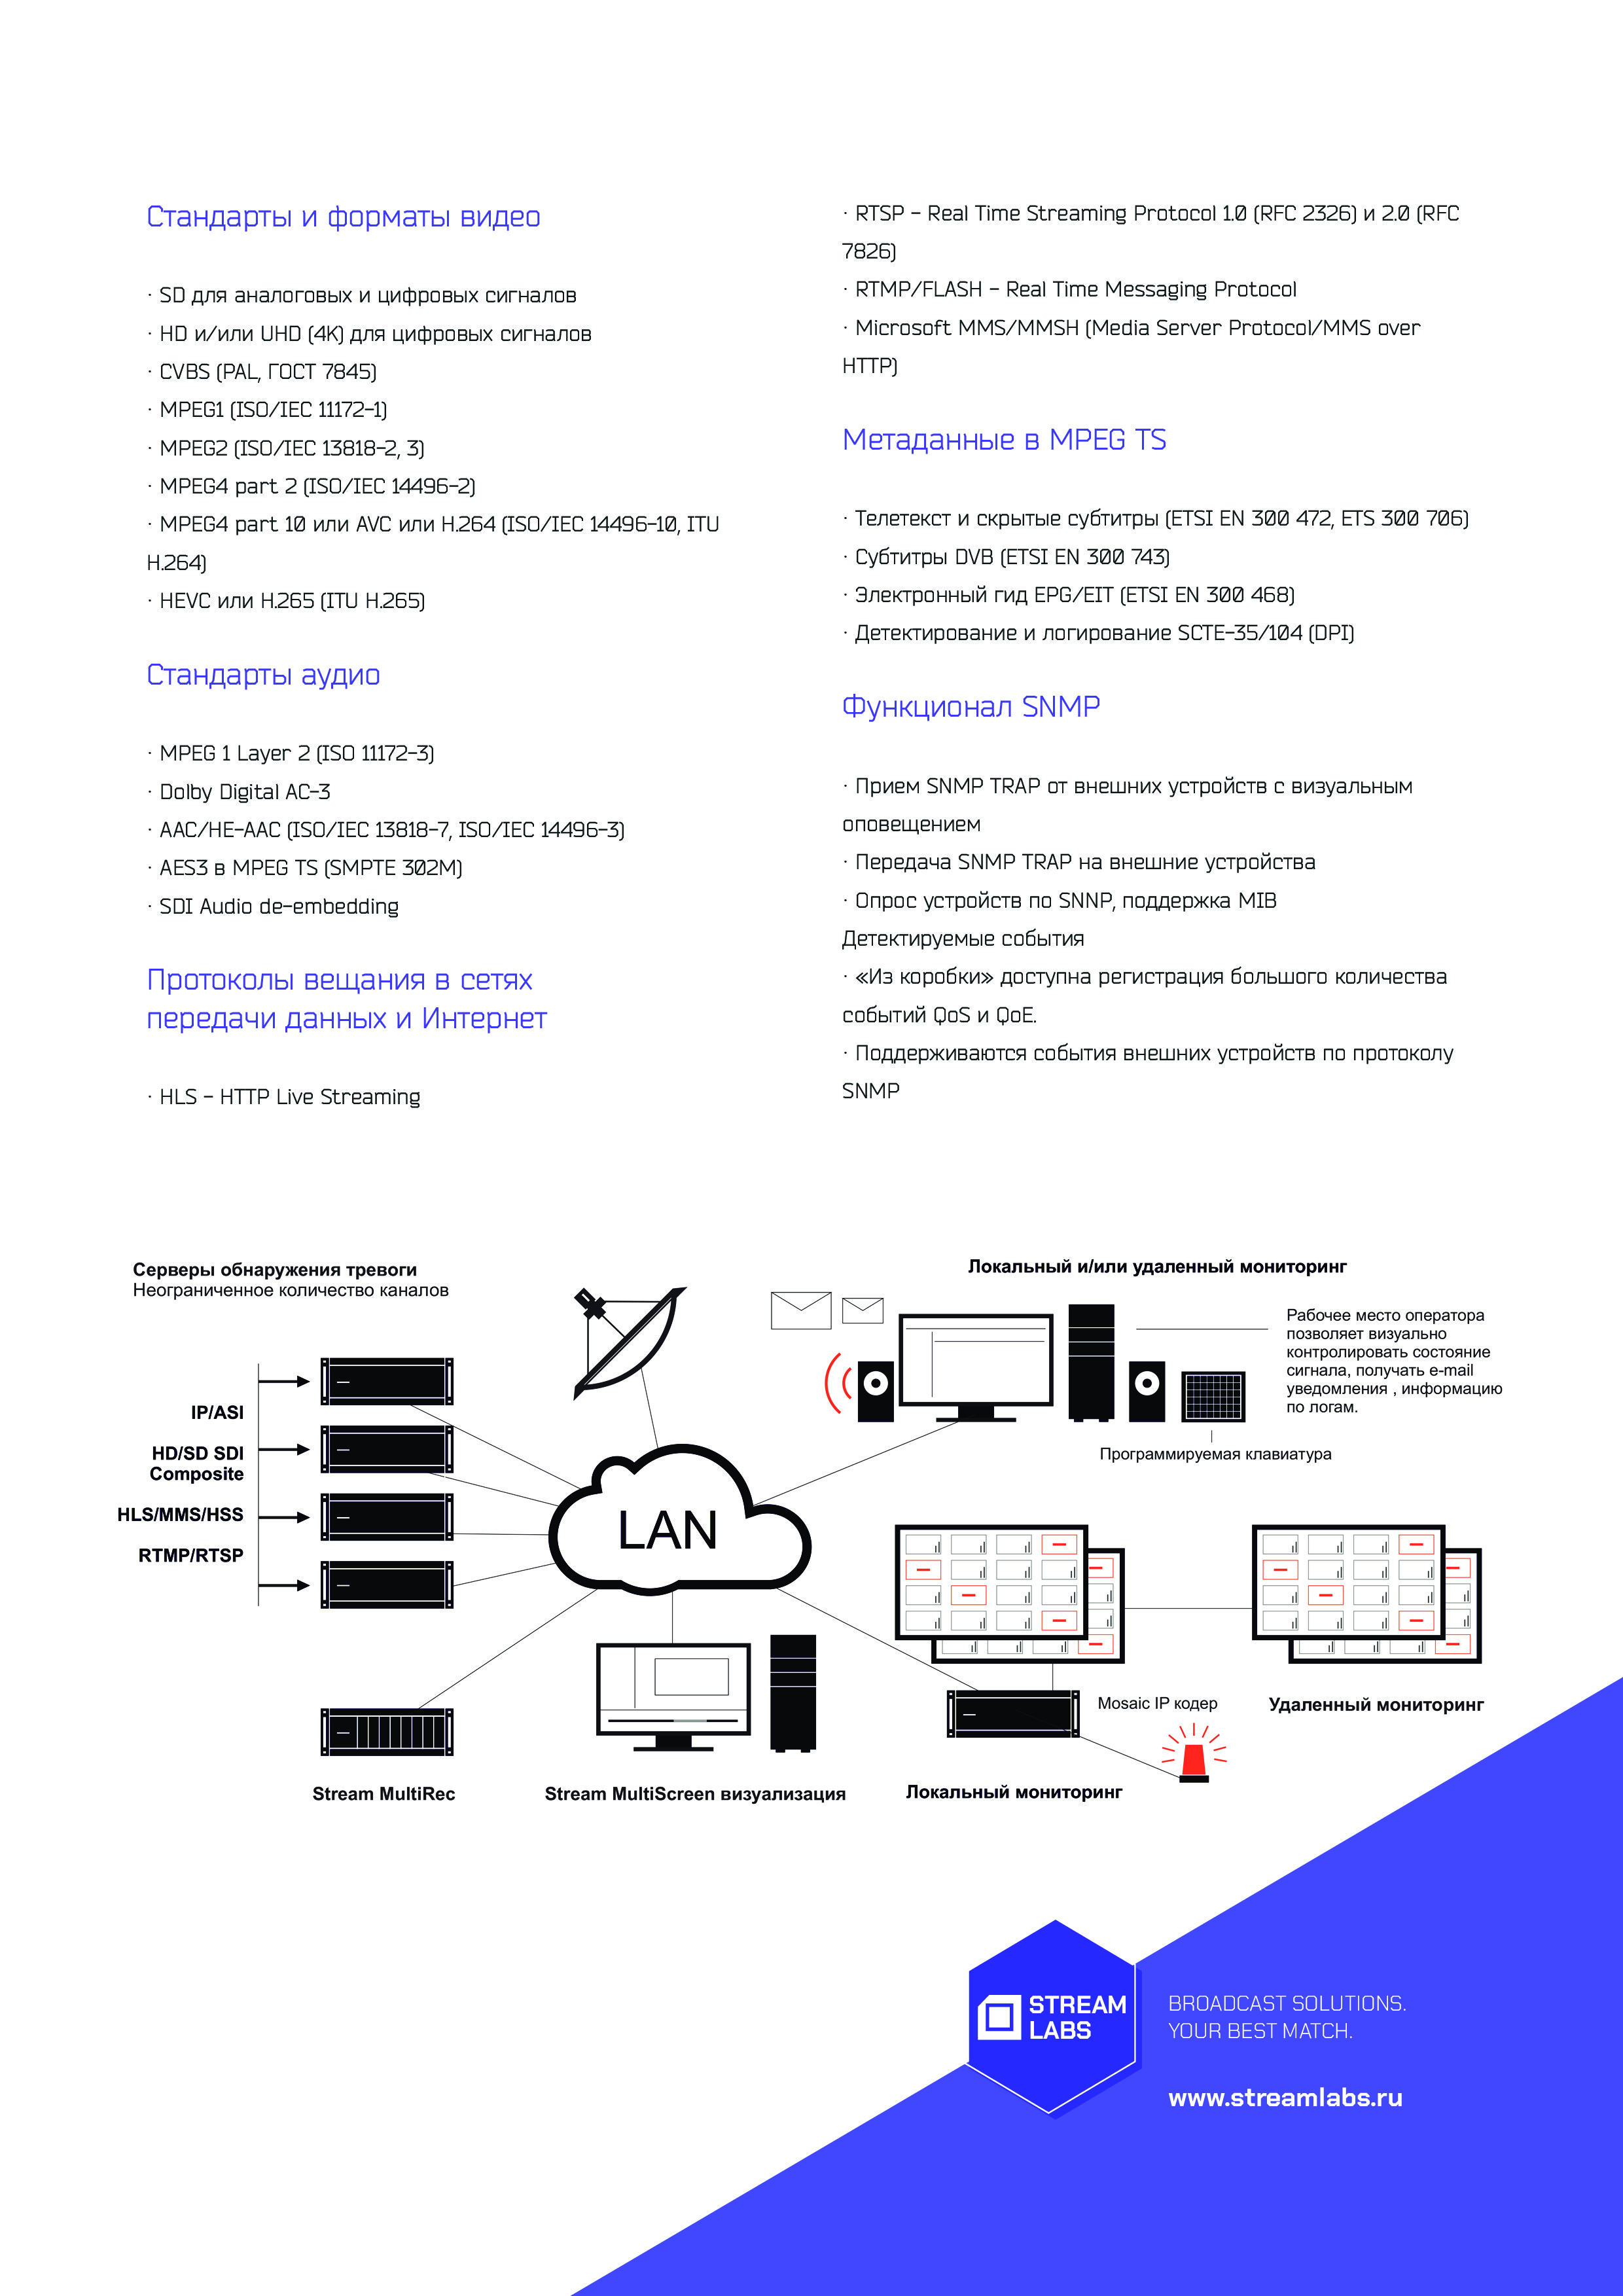 Стандарты и форматы видео
· SD для аналоговых и цифровых сигналов
· HD и/или UHD (4K) для цифровых сигналов
· CVBS (PAL, ГОСТ 7845)
· MPEG1 (ISO/IEC 11172-1)
· MPEG2 (ISO/IEC 13818-2, 3)
· MPEG4 part 2 (ISO/IEC 14496-2)
· MPEG4 part 10 или AVC или H.264 (ISO/IEC 14496-10, ITU
H.264)
· HEVC или H.265 (ITU H.265)
Стандарты аудио
· MPEG 1 Layer 2 (ISO 11172-3)
· Dolby Digital AC-3
· AAC/HE-AAC (ISO/IEC 13818-7, ISO/IEC 14496-3)
· AES3 в MPEG TS (SMPTE 302M)
· SDI Audio de-embedding
Протоколы вещания в сетях
передачи данных и Интернет
· HLS - HTTP Live Streaming
· RTSP - Real Time Streaming Protocol 1.0 (RFC 2326) и 2.0 (RFC
7826)
· RTMP/FLASH - Real Time Messaging Protocol
· Microsoft MMS/MMSH (Media Server Protocol/MMS over
HTTP)
Метаданные в MPEG TS
· Телетекст и скрытые субтитры (ETSI EN 300 472, ETS 300 706)
· Субтитры DVB (ETSI EN 300 743)
· Электронный гид EPG/EIT (ETSI EN 300 468)
· Детектирование и логирование SCTE-35/104 (DPI)
Функционал SNMP
· Прием SNMP TRAP от внешних устройств с визуальным
оповещением
· Передача SNMP TRAP на внешние устройства
· Опрос устройств по SNNP, поддержка MIB
Детектируемые события
· «Из коробки» доступна регистрация большого количества
событий QoS и QoE.
· Поддерживаются события внешних устройств по протоколу
SNMP
Серверы обнаружения тревоги
Неограниченное количество каналов
IP/ASI
HD/SD SDI
Composite
HLS/MMS/HSS
RTMP/RTSP
LAN
Локальный и/или удаленный мониторинг
Рабочее место оператора
позволяет визуально
контролировать состояние
сигнала, получать e-mail
уведомления , информацию
по логам.
Программируемая клавиатура
Mosaic IP кодер
Удаленный мониторинг
Stream MultiRec
Stream MultiScreen визуализация
Локальный мониторинг
STREAM
LABS
BROADCAST SOLUTIONS.
YOUR BEST MATCH.
www.streamlabs.ru